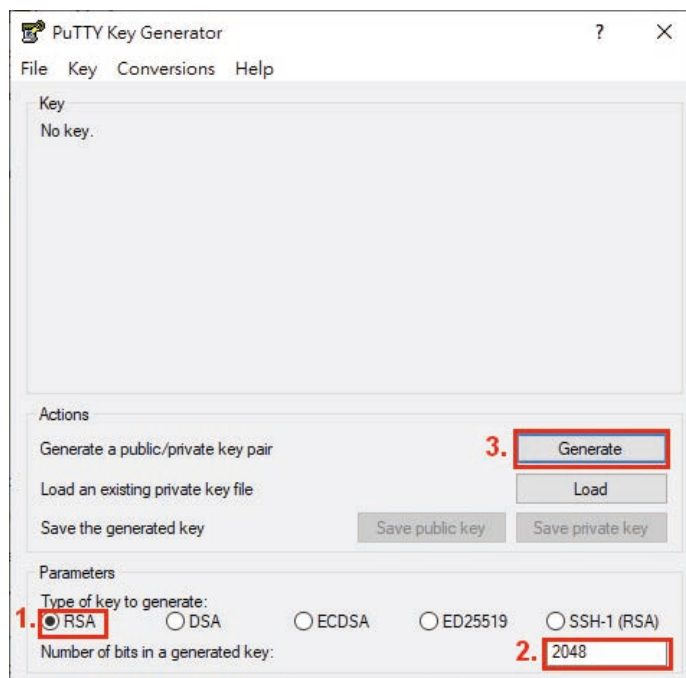 PuTTY Key Generator ?
File Key Conversions Help
Key
No key.
Actions
Generate a public/private key pair 3. Generate
Load an existing private key file Load
Save the generated key Save public key Save private key
Parameters
Type of key to generate:
1. RSA DSA ECDSA ED25519 SSH-1 (RSA)
Number of bits in a generated key: 2. 2048